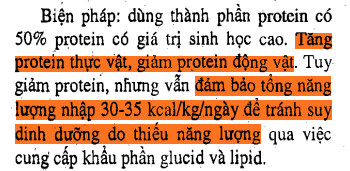 Biện pháp: dùng thành phần protein có
50% protein có giá trị sinh học cao. Tăng
protein thực vật, giảm protein động vật. Tuy
giảm protein, nhưng vẫn đảm bảo tổng năng
lượng nhập 30-35 kcal/kg/ngày để tránh suy
dinh dưỡng do thiếu năng lượng qua việc
cung cấp khẩu phần glucid và lipid.